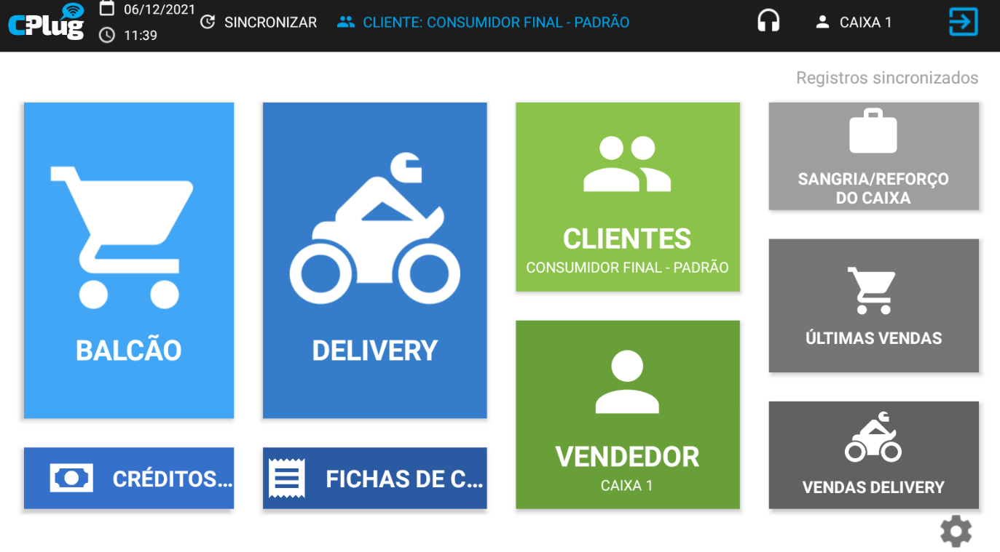 CPlug
06/12/2021
11:39
SINCRONIZAR
CLIENTE: CONSUMIDOR FINAL - PADRÃO
CAIXA 1
Registros sincronizados
BALCÃO
DELIVERY
CLIENTES
CONSUMIDOR FINAL - PADRÃO
SANGRIA/REFORÇO
DO CAIXA
ÚLTIMAS VENDAS
CRÉDITOS...
FICHAS DE C...
VENDEDOR
CAIXA 1
VENDAS DELIVERY